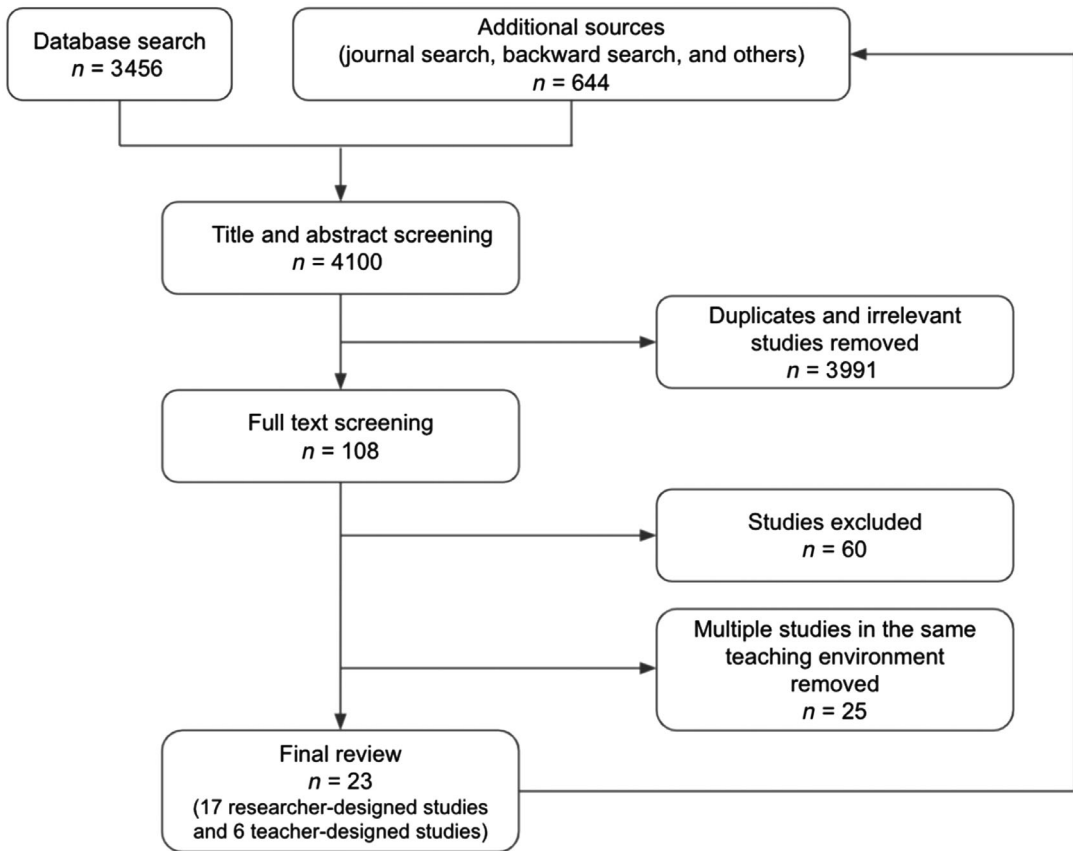 Database search
n = 3456
Additional sources
(journal search, backward search, and others)
n = 644
Title and abstract screening
n = 4100
Duplicates and irrelevant
studies removed
n = 3991
Full text screening
n = 108
Studies excluded
n = 60
Multiple studies in the same
teaching environment
removed
n = 25
Final review
n = 23
(17 researcher-designed studies
and 6 teacher-designed studies)